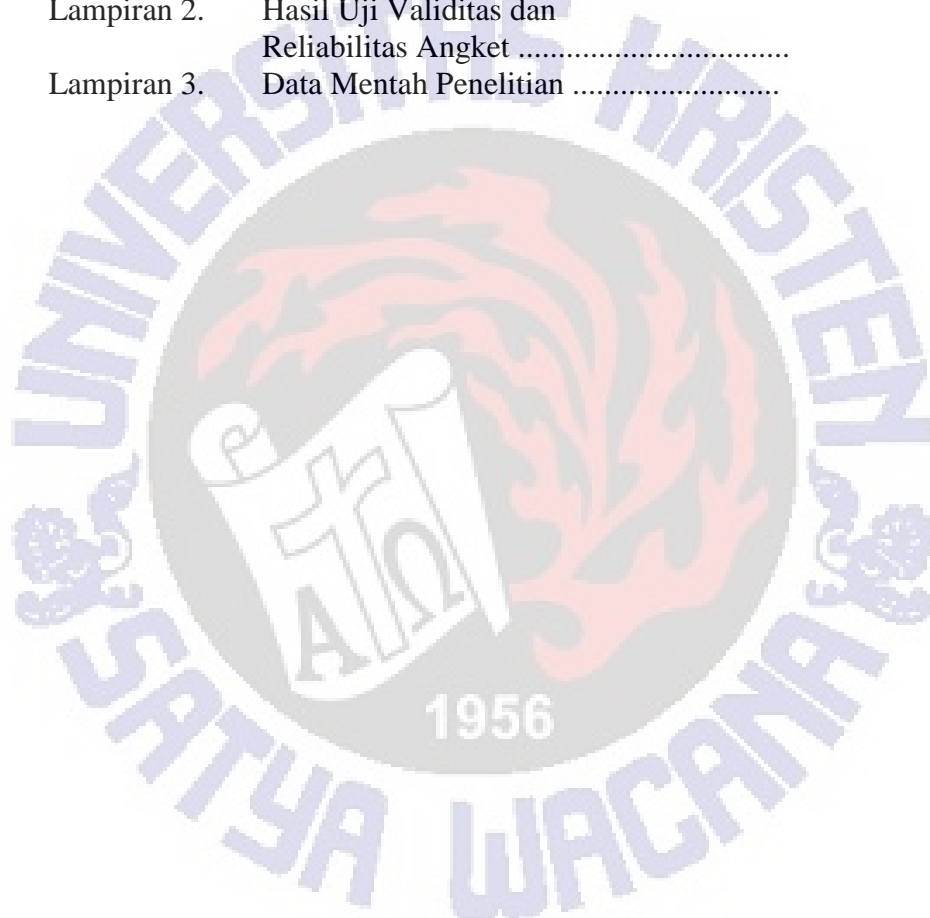 Lampiran 2. Hasil Uji Validitas dan
Reliabilitas Angket ..................................
Lampiran 3. Data Mentah Penelitian ..........................
UNIVERSITAS KRISTEN
Α Ω
1956
SATYA WACANA